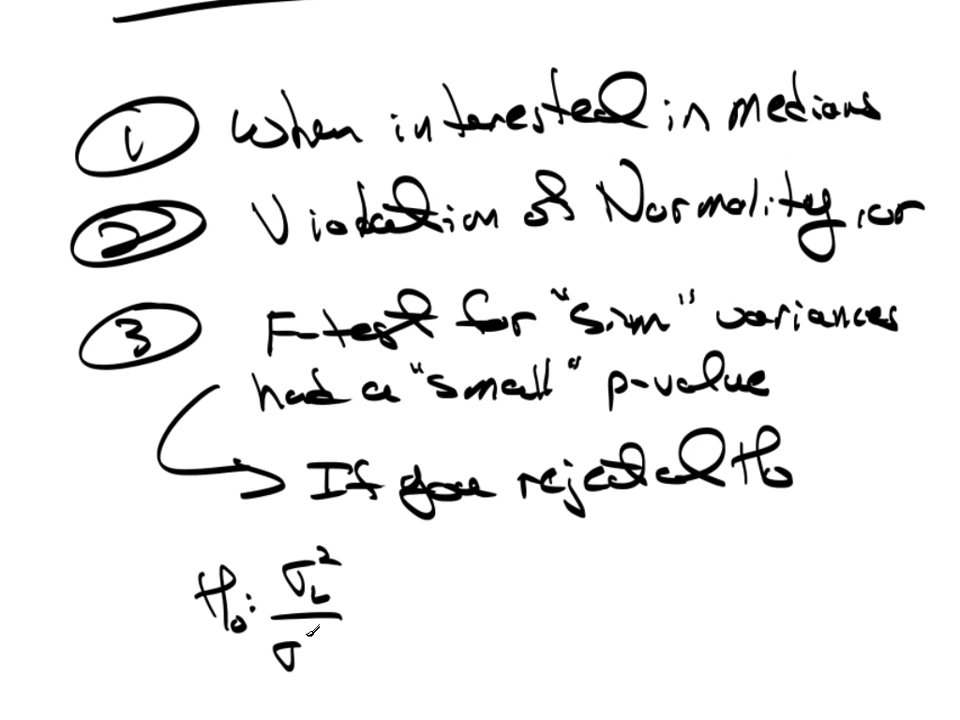 ① When interested in medians
② Violation of Normality, or
③ F-test for "sim" variances
had a "small" p-value
→ If you rejected H₀
H₀: σ_L² / σ